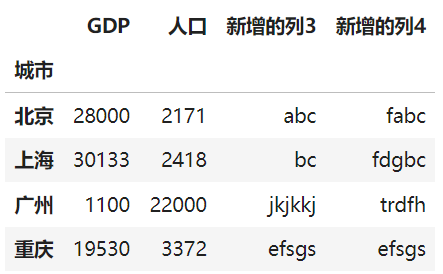 GDP 人口 新增的列3 新增的列4
城市
北京 28000 2171 abc fabc
上海 30133 2418 bc fdgbc
广州 1100 22000 jkjkkj trdfh
重庆 19530 3372 efsgs efsgs